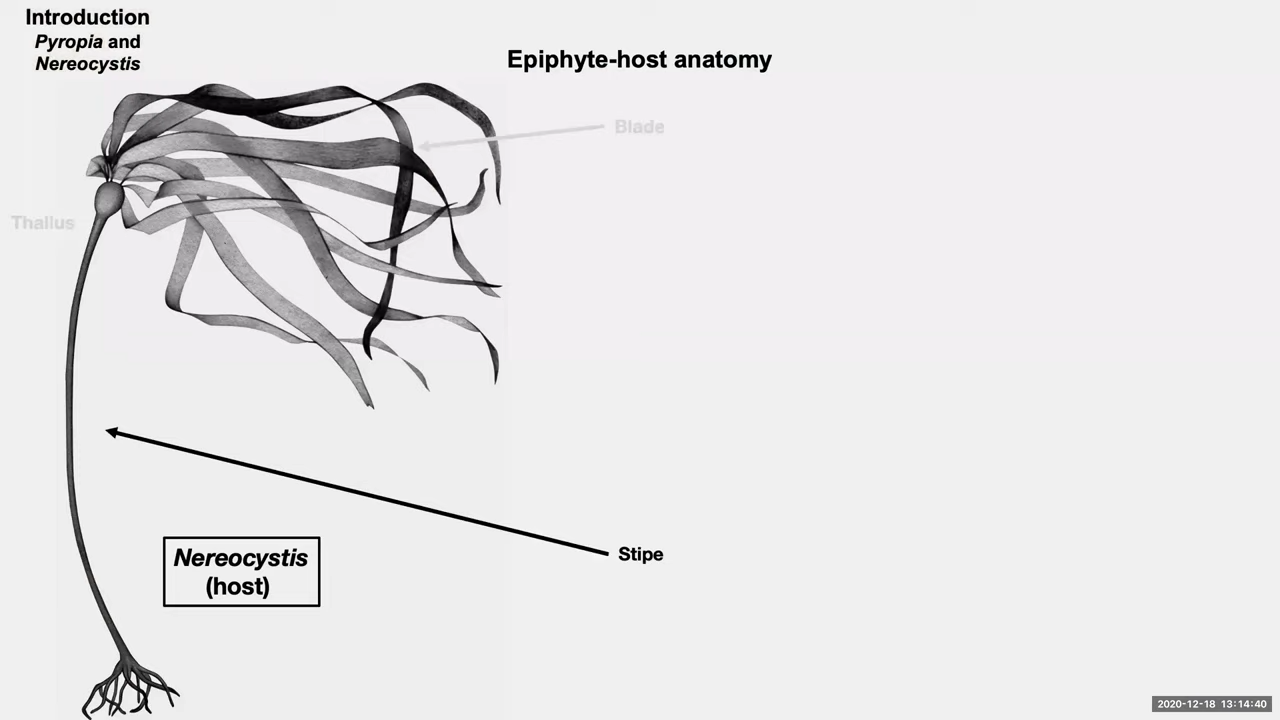 Introduction
Pyropia and
Nereocystis
Epiphyte-host anatomy
Blade
Thallus
Stipe
Nereocystis
(host)
2020-12-18 13:14:40